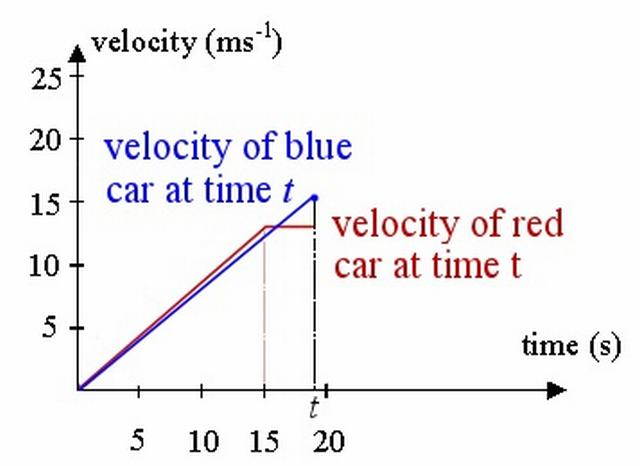 velocity (ms⁻¹)
25
20
velocity of blue
car at time t
15
velocity of red
car at time t
10
5
time (s)
t
5 10 15 20